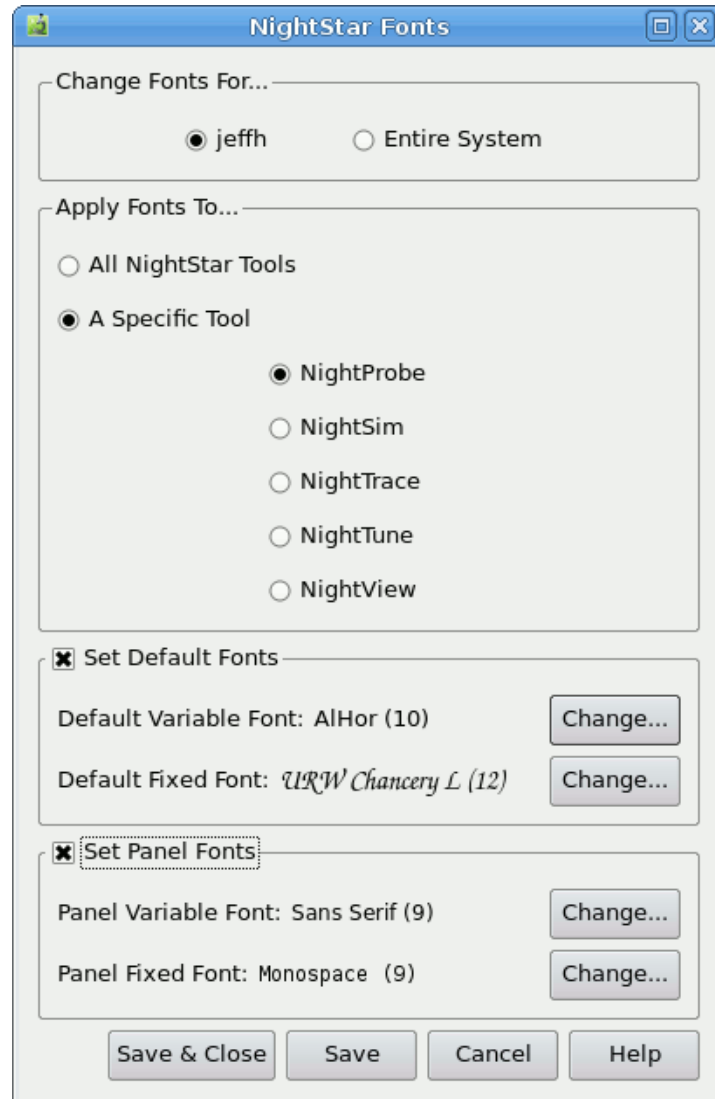 NightStar Fonts
Change Fonts For...
jeffh Entire System
Apply Fonts To...
All NightStar Tools
A Specific Tool
NightProbe
NightSim
NightTrace
NightTune
NightView
Set Default Fonts
Default Variable Font: AlHor (10) Change...
Default Fixed Font: URW Chancery L (12) Change...
Set Panel Fonts
Panel Variable Font: Sans Serif (9) Change...
Panel Fixed Font: Monospace (9) Change...
Save & Close Save Cancel Help